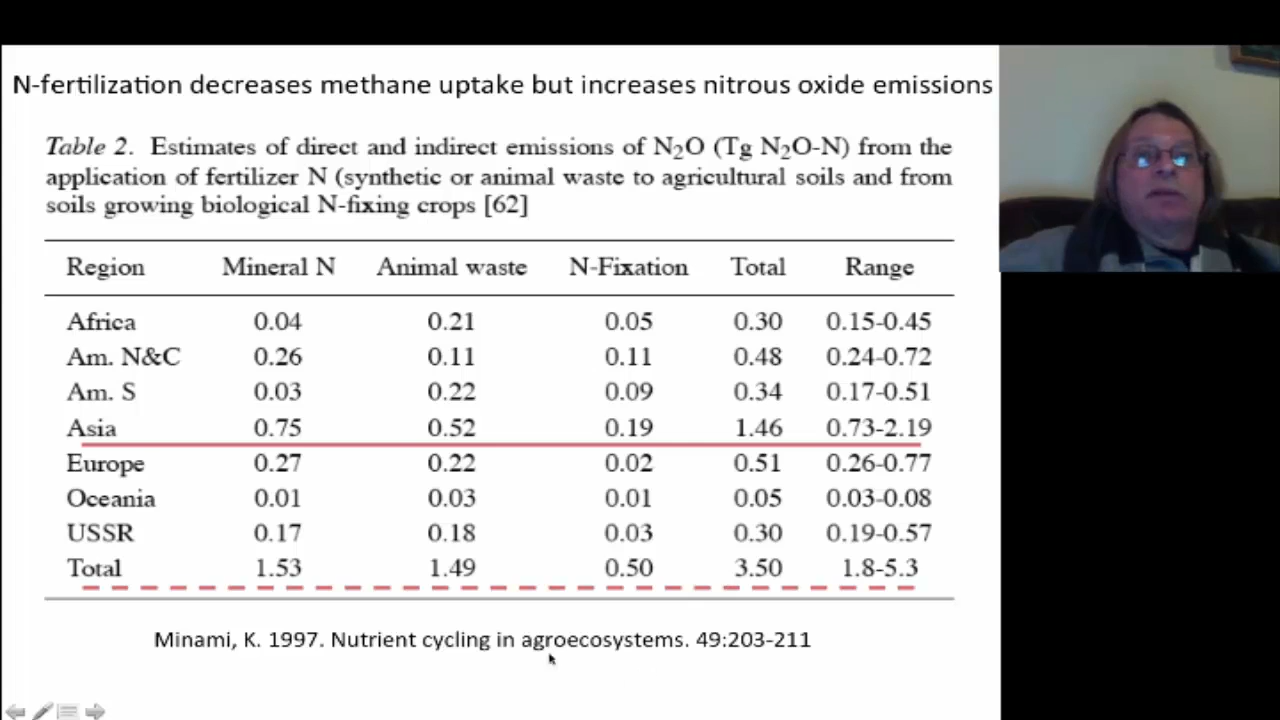 N-fertilization decreases methane uptake but increases nitrous oxide emissions
Table 2. Estimates of direct and indirect emissions of N₂O (Tg N₂O-N) from the
application of fertilizer N (synthetic or animal waste to agricultural soils and from
soils growing biological N-fixing crops [62]
Region Mineral N Animal waste N-Fixation Total Range
Africa 0.04 0.21 0.05 0.30 0.15-0.45
Am. N&C 0.26 0.11 0.11 0.48 0.24-0.72
Am. S 0.03 0.22 0.09 0.34 0.17-0.51
Asia 0.75 0.52 0.19 1.46 0.73-2.19
Europe 0.27 0.22 0.02 0.51 0.26-0.77
Oceania 0.01 0.03 0.01 0.05 0.03-0.08
USSR 0.17 0.18 0.03 0.30 0.19-0.57
Total 1.53 1.49 0.50 3.50 1.8-5.3
Minami, K. 1997. Nutrient cycling in agroecosystems. 49:203-211